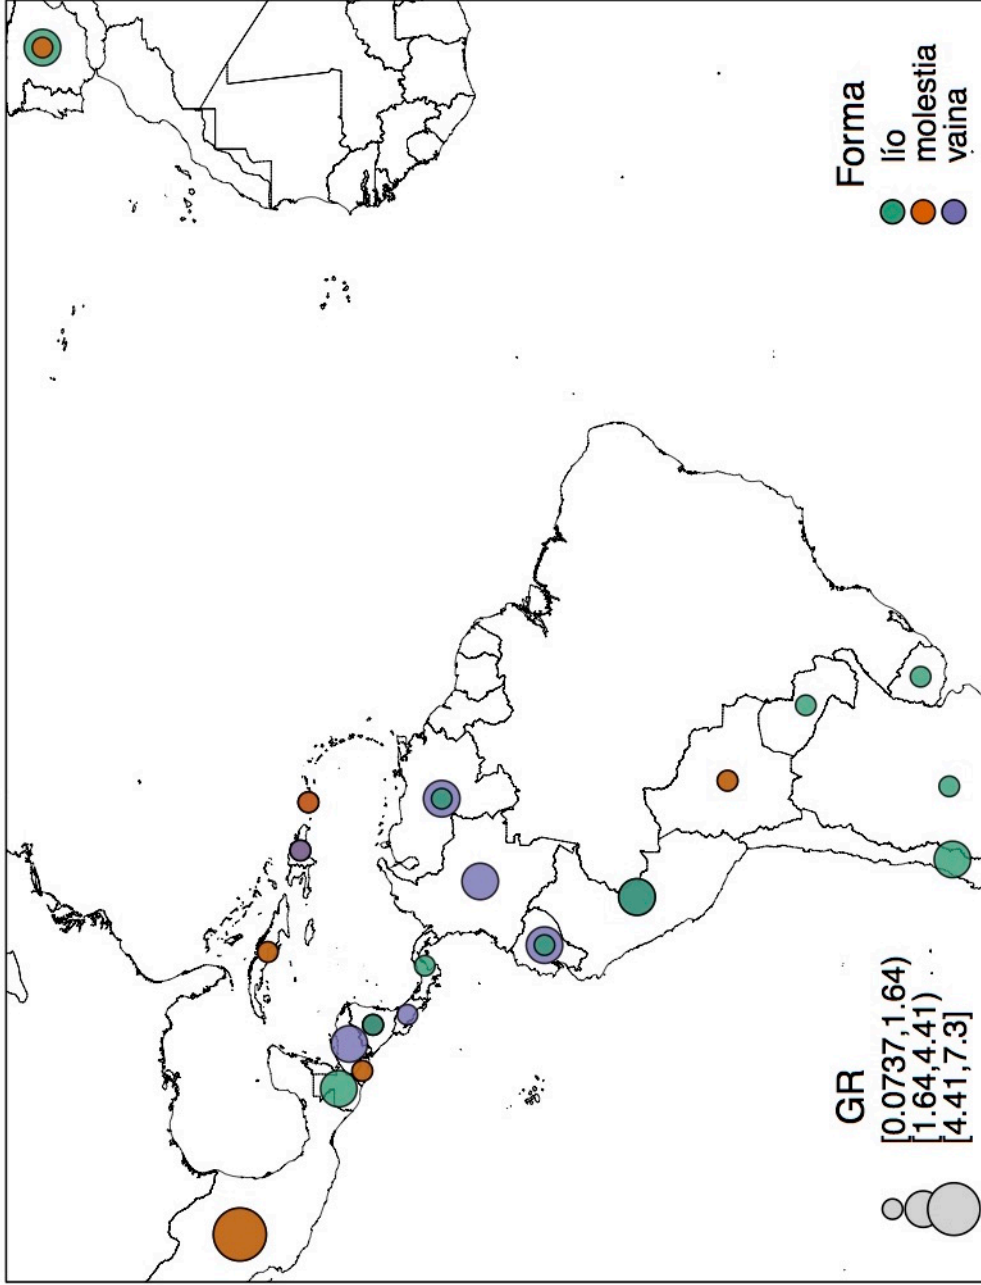 GR
[0.0737,1.64)
[1.64,4.41)
[4.41,7.3]
Forma
lío
molestia
vaina